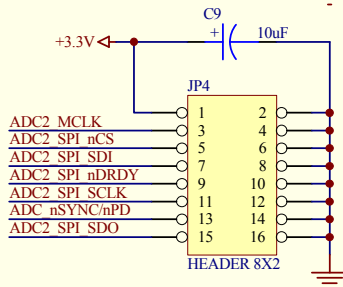 C9
+3.3V
+
10uF
JP4
1 2
ADC2_MCLK 3 4
ADC2_SPI_nCS 5 6
ADC2_SPI_SDI 7 8
ADC2_SPI_nDRDY 9 10
ADC2_SPI_SCLK 11 12
ADC_nSYNC/nPD 13 14
ADC2_SPI_SDO 15 16
HEADER 8X2